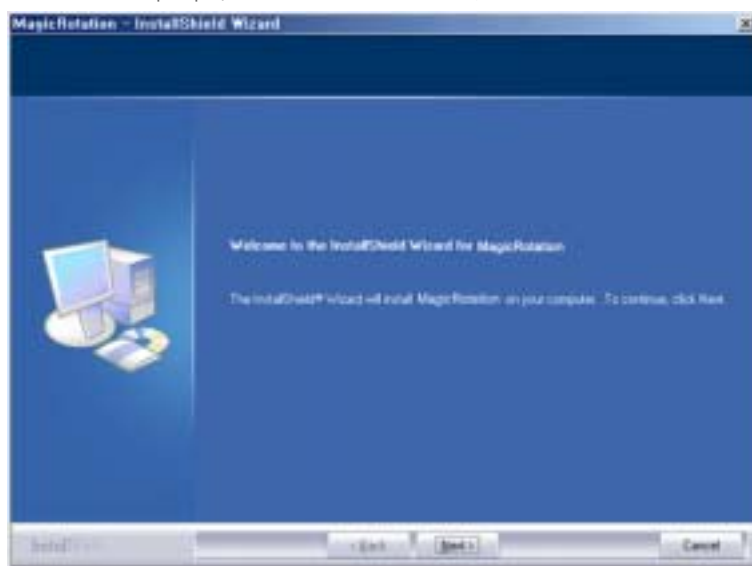 MagicRotation - InstallShield Wizard
Welcome to the InstallShield Wizard for MagicRotation
The InstallShield® Wizard will install MagicRotation on your computer. To continue, click Next
< Back
Next >
Cancel